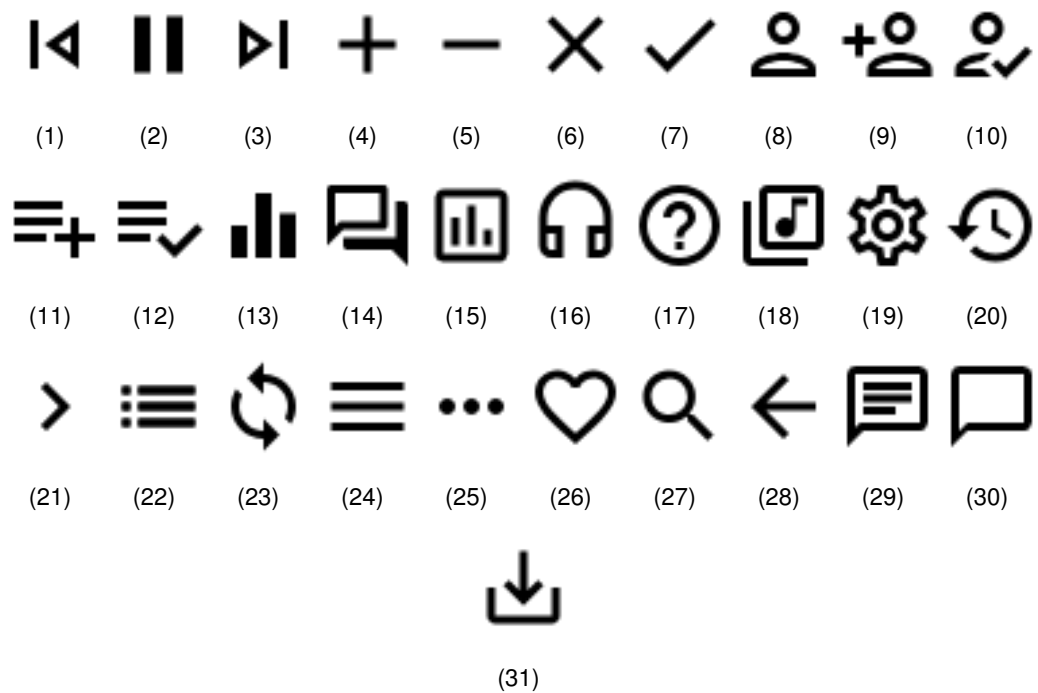 (1) (2) (3) (4) (5) (6) (7) (8) (9) (10)
(11) (12) (13) (14) (15) (16) (17) (18) (19) (20)
(21) (22) (23) (24) (25) (26) (27) (28) (29) (30)
(31)